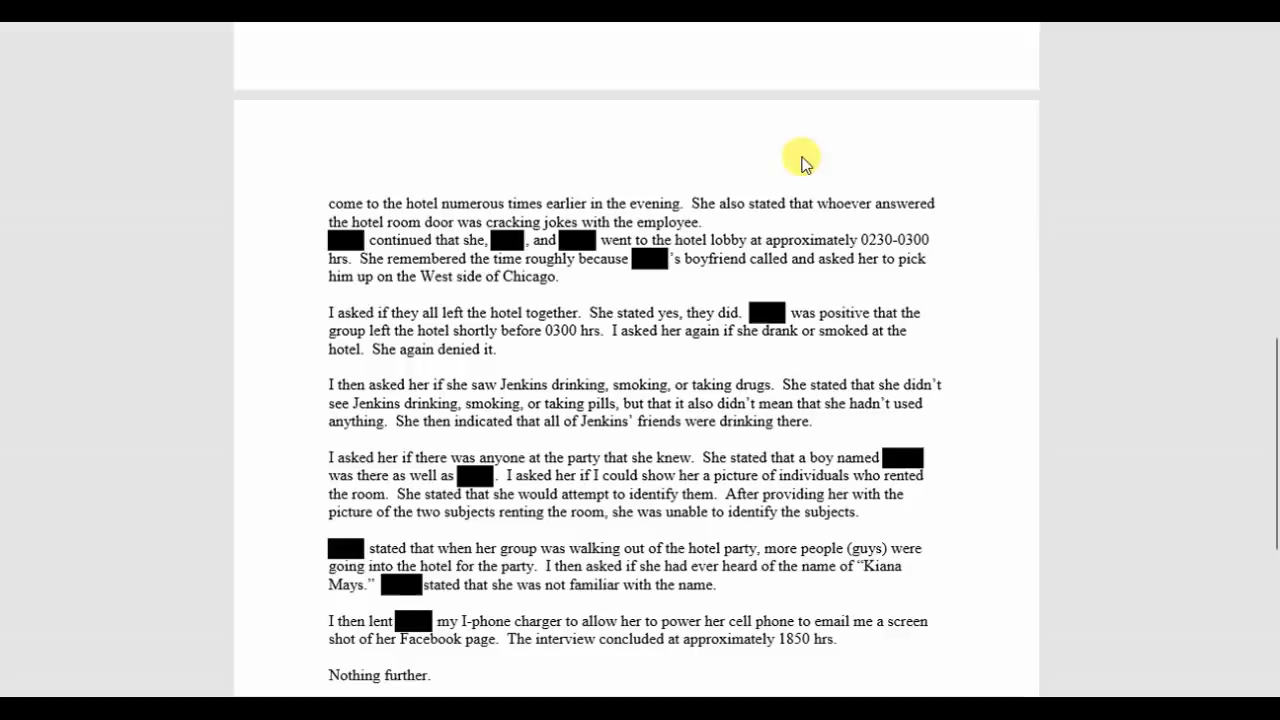 come to the hotel numerous times earlier in the evening.  She also stated that whoever answered
the hotel room door was cracking jokes with the employee.
continued that she, , and  went to the hotel lobby at approximately 0230-0300
hrs.  She remembered the time roughly because 's boyfriend called and asked her to pick
him up on the West side of Chicago.
I asked if they all left the hotel together.  She stated yes, they did.  was positive that the
group left the hotel shortly before 0300 hrs.  I asked her again if she drank or smoked at the
hotel.  She again denied it.
I then asked her if she saw Jenkins drinking, smoking, or taking drugs.  She stated that she didn't
see Jenkins drinking, smoking, or taking pills, but that it also didn't mean that she hadn't used
anything.  She then indicated that all of Jenkins' friends were drinking there.
I asked her if there was anyone at the party that she knew.  She stated that a boy named
was there as well as .  I asked her if I could show her a picture of individuals who rented
the room.  She stated that she would attempt to identify them.  After providing her with the
picture of the two subjects renting the room, she was unable to identify the subjects.
stated that when her group was walking out of the hotel party, more people (guys) were
going into the hotel for the party.  I then asked if she had ever heard of the name of "Kiana
Mays."  stated that she was not familiar with the name.
I then lent  my I-phone charger to allow her to power her cell phone to email me a screen
shot of her Facebook page.  The interview concluded at approximately 1850 hrs.
Nothing further.